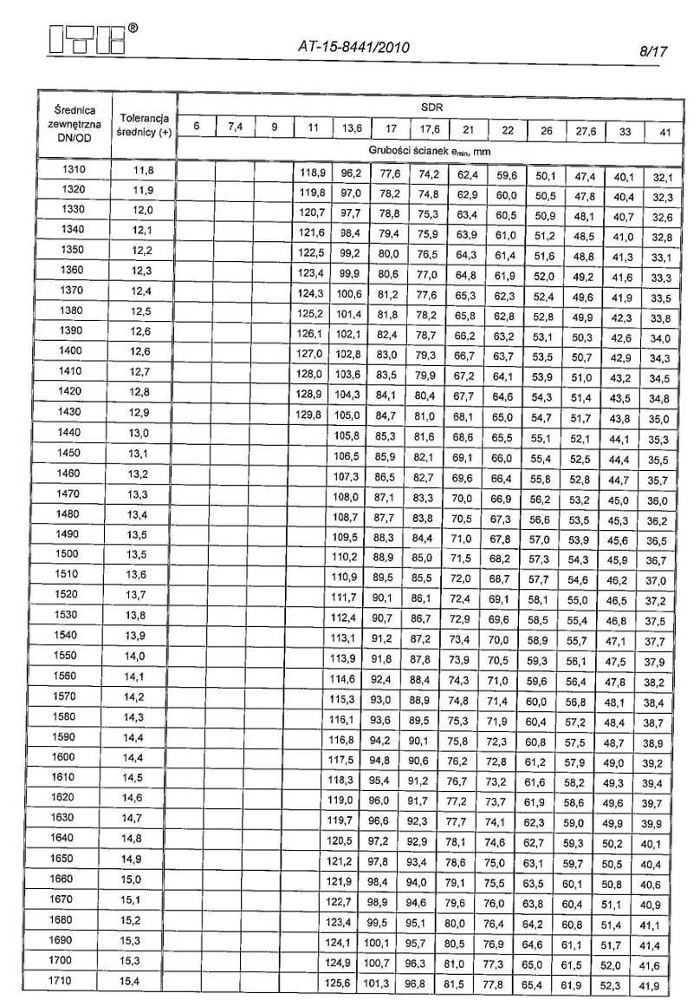 ITB®
AT-15-8441/2010
8/17
Średnica zewnętrzna DN/OD Tolerancja średnicy (+) SDR
6 7,4 9 11 13,6 17 17,6 21 22 26 27,6 33 41
Grubości ścianek emin, mm
1310 11,8 118,9 96,2 77,6 74,2 62,4 59,6 50,1 47,4 40,1 32,1
1320 11,9 119,8 97,0 78,2 74,8 62,9 60,0 50,5 47,8 40,4 32,3
1330 12,0 120,7 97,7 78,8 75,3 63,4 60,5 50,9 48,1 40,7 32,6
1340 12,1 121,6 98,4 79,4 75,9 63,9 61,0 51,2 48,5 41,0 32,8
1350 12,2 122,5 99,2 80,0 76,5 64,3 61,4 51,6 48,8 41,3 33,1
1360 12,3 123,4 99,9 80,6 77,0 64,8 61,9 52,0 49,2 41,6 33,3
1370 12,4 124,3 100,6 81,2 77,6 65,3 62,3 52,4 49,6 41,9 33,5
1380 12,5 125,2 101,4 81,8 78,2 65,8 62,8 52,8 49,9 42,3 33,8
1390 12,6 126,1 102,1 82,4 78,7 66,2 63,2 53,1 50,3 42,6 34,0
1400 12,6 127,0 102,8 83,0 79,3 66,7 63,7 53,5 50,7 42,9 34,3
1410 12,7 128,0 103,6 83,5 79,9 67,2 64,1 53,9 51,0 43,2 34,5
1420 12,8 128,9 104,3 84,1 80,4 67,7 64,6 54,3 51,4 43,5 34,8
1430 12,9 129,8 105,0 84,7 81,0 68,1 65,0 54,7 51,7 43,8 35,0
1440 13,0 105,8 85,3 81,6 68,6 65,5 55,1 52,1 44,1 35,3
1450 13,1 106,5 85,9 82,1 69,1 66,0 55,4 52,5 44,4 35,5
1460 13,2 107,3 86,5 82,7 69,6 66,4 55,8 52,8 44,7 35,7
1470 13,3 108,0 87,1 83,3 70,0 66,9 56,2 53,2 45,0 36,0
1480 13,4 108,7 87,7 83,8 70,5 67,3 56,6 53,5 45,3 36,2
1490 13,5 109,5 88,3 84,4 71,0 67,8 57,0 53,9 45,6 36,5
1500 13,5 110,2 88,9 85,0 71,5 68,2 57,3 54,3 45,9 36,7
1510 13,6 110,9 89,5 85,5 72,0 68,7 57,7 54,6 46,2 37,0
1520 13,7 111,7 90,1 86,1 72,4 69,1 58,1 55,0 46,5 37,2
1530 13,8 112,4 90,7 86,7 72,9 69,6 58,5 55,4 46,8 37,5
1540 13,9 113,1 91,2 87,2 73,4 70,0 58,9 55,7 47,1 37,7
1550 14,0 113,9 91,8 87,8 73,9 70,5 59,3 56,1 47,5 37,9
1560 14,1 114,6 92,4 88,4 74,3 71,0 59,6 56,4 47,8 38,2
1570 14,2 115,3 93,0 88,9 74,8 71,4 60,0 56,8 48,1 38,4
1580 14,3 116,1 93,6 89,5 75,3 71,9 60,4 57,2 48,4 38,7
1590 14,4 116,8 94,2 90,1 75,8 72,3 60,8 57,5 48,7 38,9
1600 14,4 117,5 94,8 90,6 76,2 72,8 61,2 57,9 49,0 39,2
1610 14,5 118,3 95,4 91,2 76,7 73,2 61,6 58,2 49,3 39,4
1620 14,6 119,0 96,0 91,7 77,2 73,7 61,9 58,6 49,6 39,7
1630 14,7 119,7 96,6 92,3 77,7 74,1 62,3 59,0 49,9 39,9
1640 14,8 120,5 97,2 92,9 78,1 74,6 62,7 59,3 50,2 40,1
1650 14,9 121,2 97,8 93,4 78,6 75,0 63,1 59,7 50,5 40,4
1660 15,0 121,9 98,4 94,0 79,1 75,5 63,5 60,1 50,8 40,6
1670 15,1 122,7 98,9 94,6 79,6 76,0 63,8 60,4 51,1 40,9
1680 15,2 123,4 99,5 95,1 80,0 76,4 64,2 60,8 51,4 41,1
1690 15,3 124,1 100,1 95,7 80,5 76,9 64,6 61,1 51,7 41,4
1700 15,3 124,9 100,7 96,3 81,0 77,3 65,0 61,5 52,0 41,6
1710 15,4 125,6 101,3 96,8 81,5 77,8 65,4 61,9 52,3 41,9